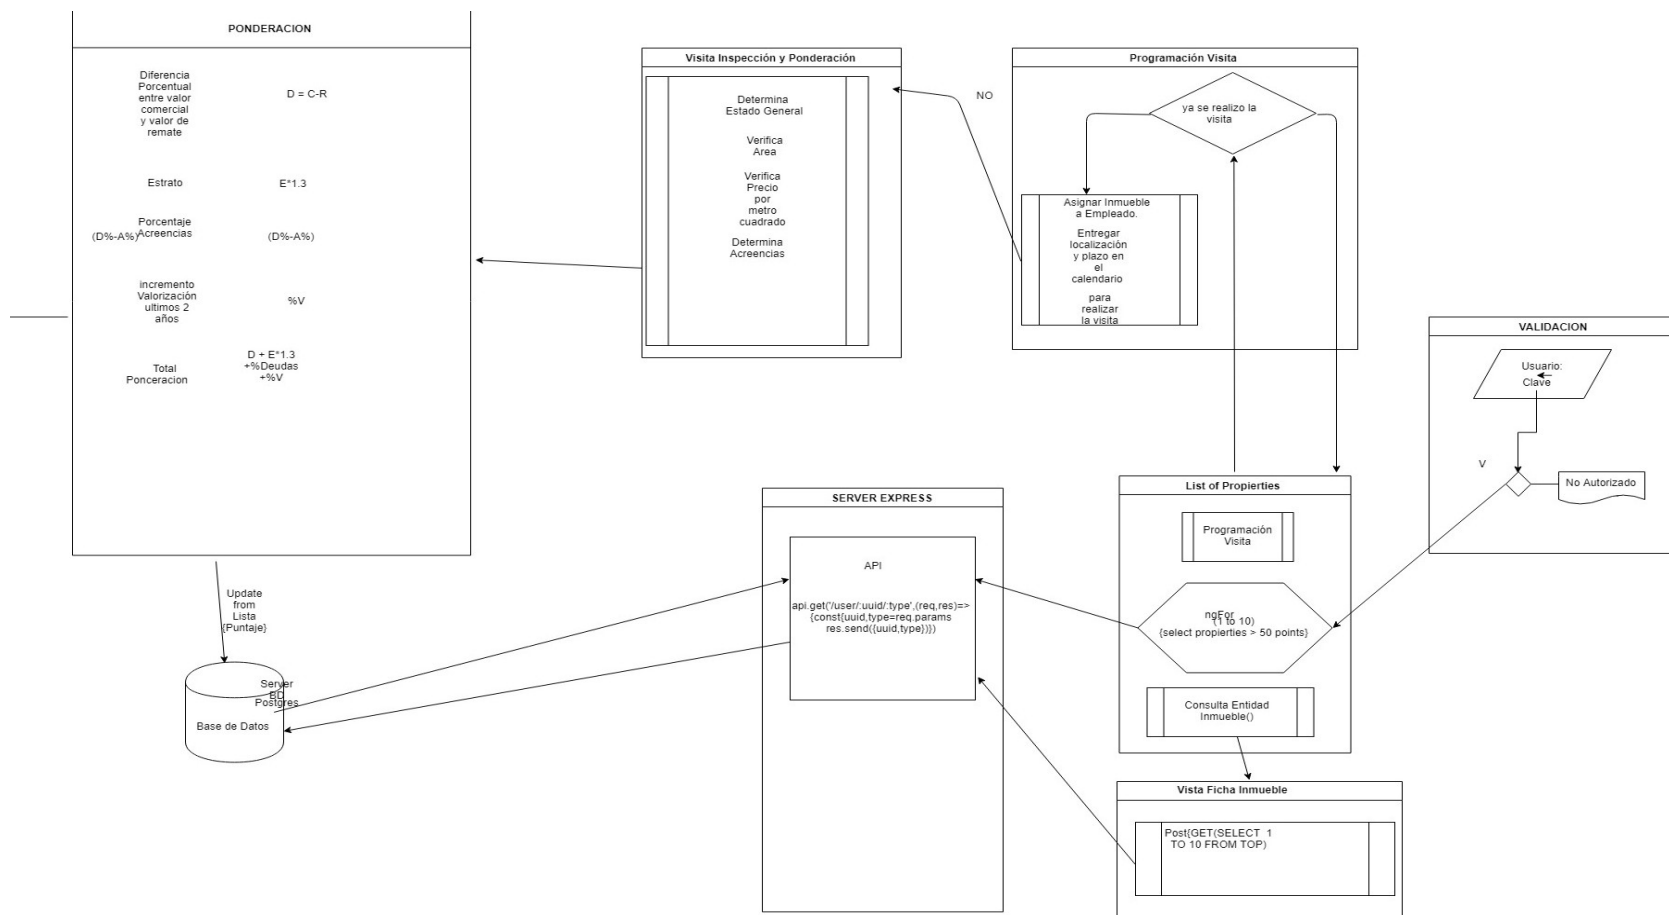 PONDERACION
Diferencia
Porcentual
entre valor
comercial
y valor de
remate
D = C-R
Estrato
E*1.3
Porcentaje
Acreencias
(D%-A%)
(D%-A%)
incremento
Valorización
ultimos 2
años
%V
Total
Ponceracion
D + E*1.3
+%Deudas
+%V
Visita Inspección y Ponderación
Determina
Estado General
Verifica
Area
Verifica
Precio
por
metro
cuadrado
Determina
Acreencias
NO
Programación Visita
ya se realizo la
visita
Asignar Inmueble
a Empleado.
Entregar
localización
y plazo en
el
calendario
para
realizar
la visita
VALIDACION
Usuario:
Clave
V
No Autorizado
List of Propierties
Programación
Visita
ngFor
(1 to 10)
{select propierties > 50 points}
Consulta Entidad
Inmueble()
SERVER EXPRESS
API
api.get('/user/:uuid/:type',(req,res)=>
{const{uuid,type=req.params
res.send({uuid,type})})
Update
from
Lista
{Puntaje}
Server
BD
Postgres
Base de Datos
Vista Ficha Inmueble
Post{GET(SELECT 1
TO 10 FROM TOP)